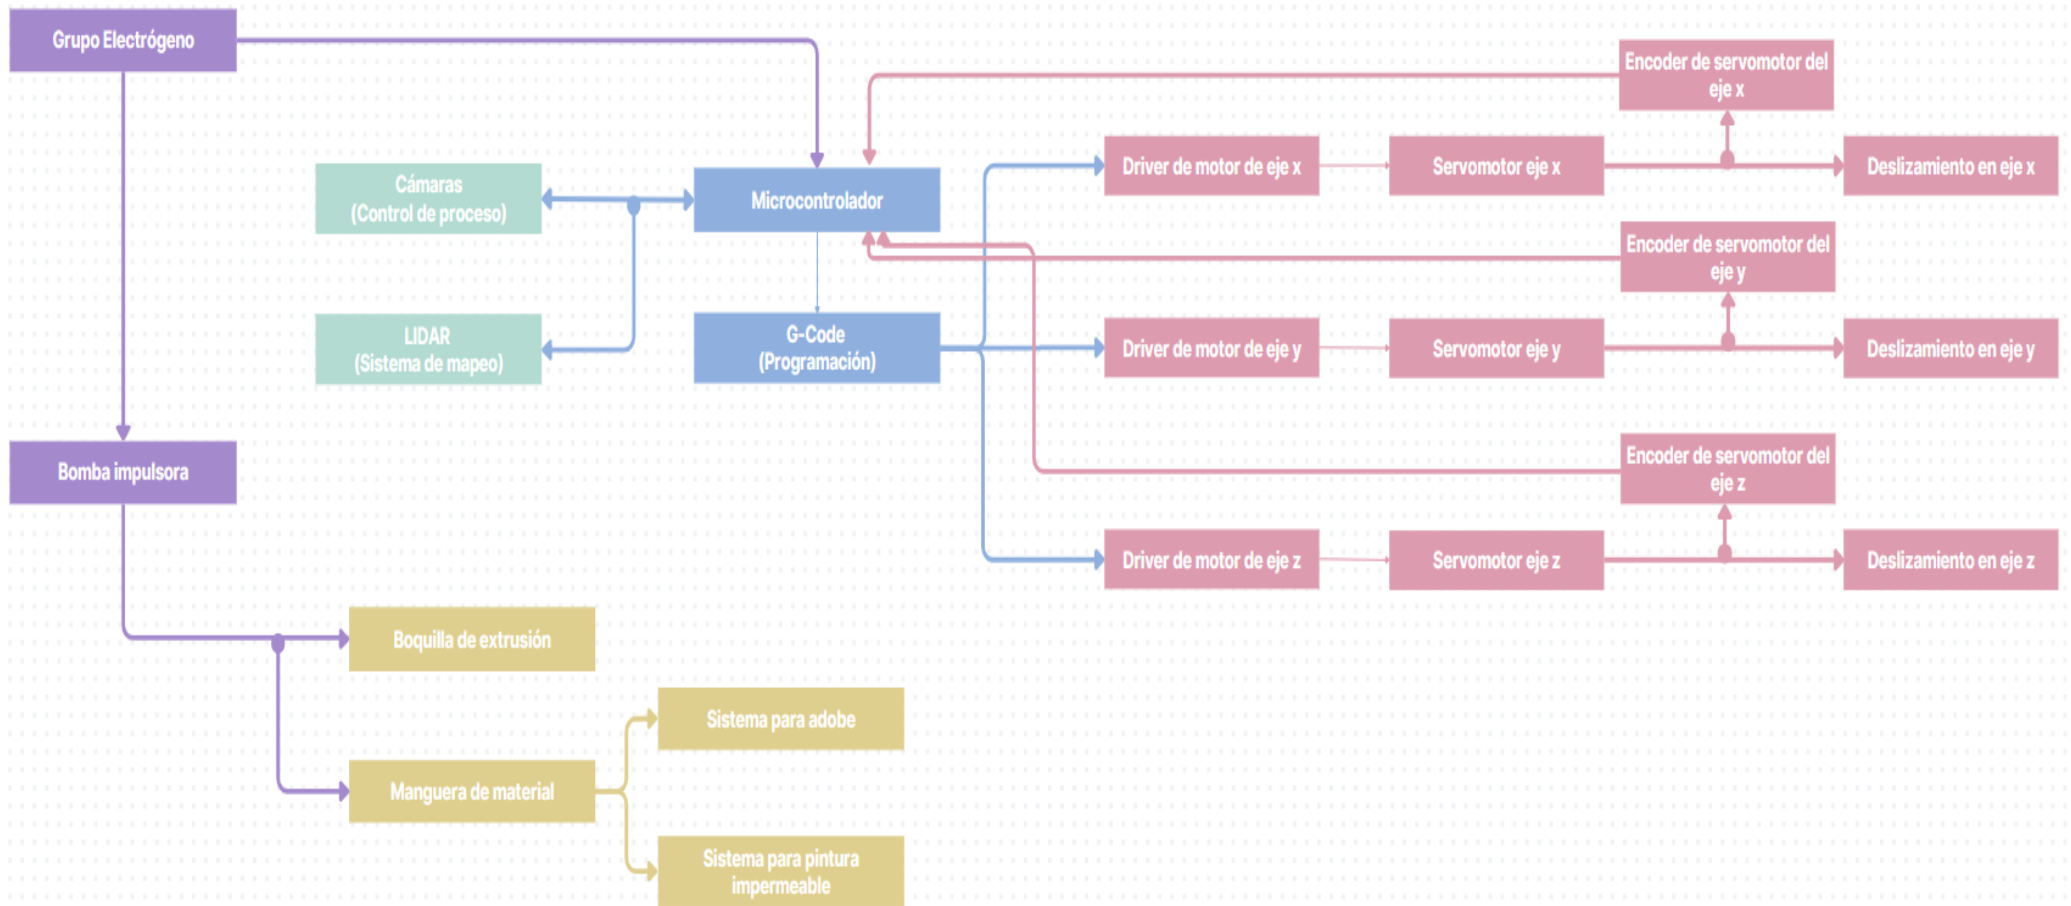 Grupo Electrógeno
Encoder de servomotor del
eje x
Cámaras
(Control de proceso)
Microcontrolador
Driver de motor de eje x
Servomotor eje x
Deslizamiento en eje x
Encoder de servomotor del
eje y
LIDAR
(Sistema de mapeo)
G-Code
(Programación)
Driver de motor de eje y
Servomotor eje y
Deslizamiento en eje y
Bomba impulsora
Encoder de servomotor del
eje z
Driver de motor de eje z
Servomotor eje z
Deslizamiento en eje z
Boquilla de extrusión
Sistema para adobe
Manguera de material
Sistema para pintura
impermeable